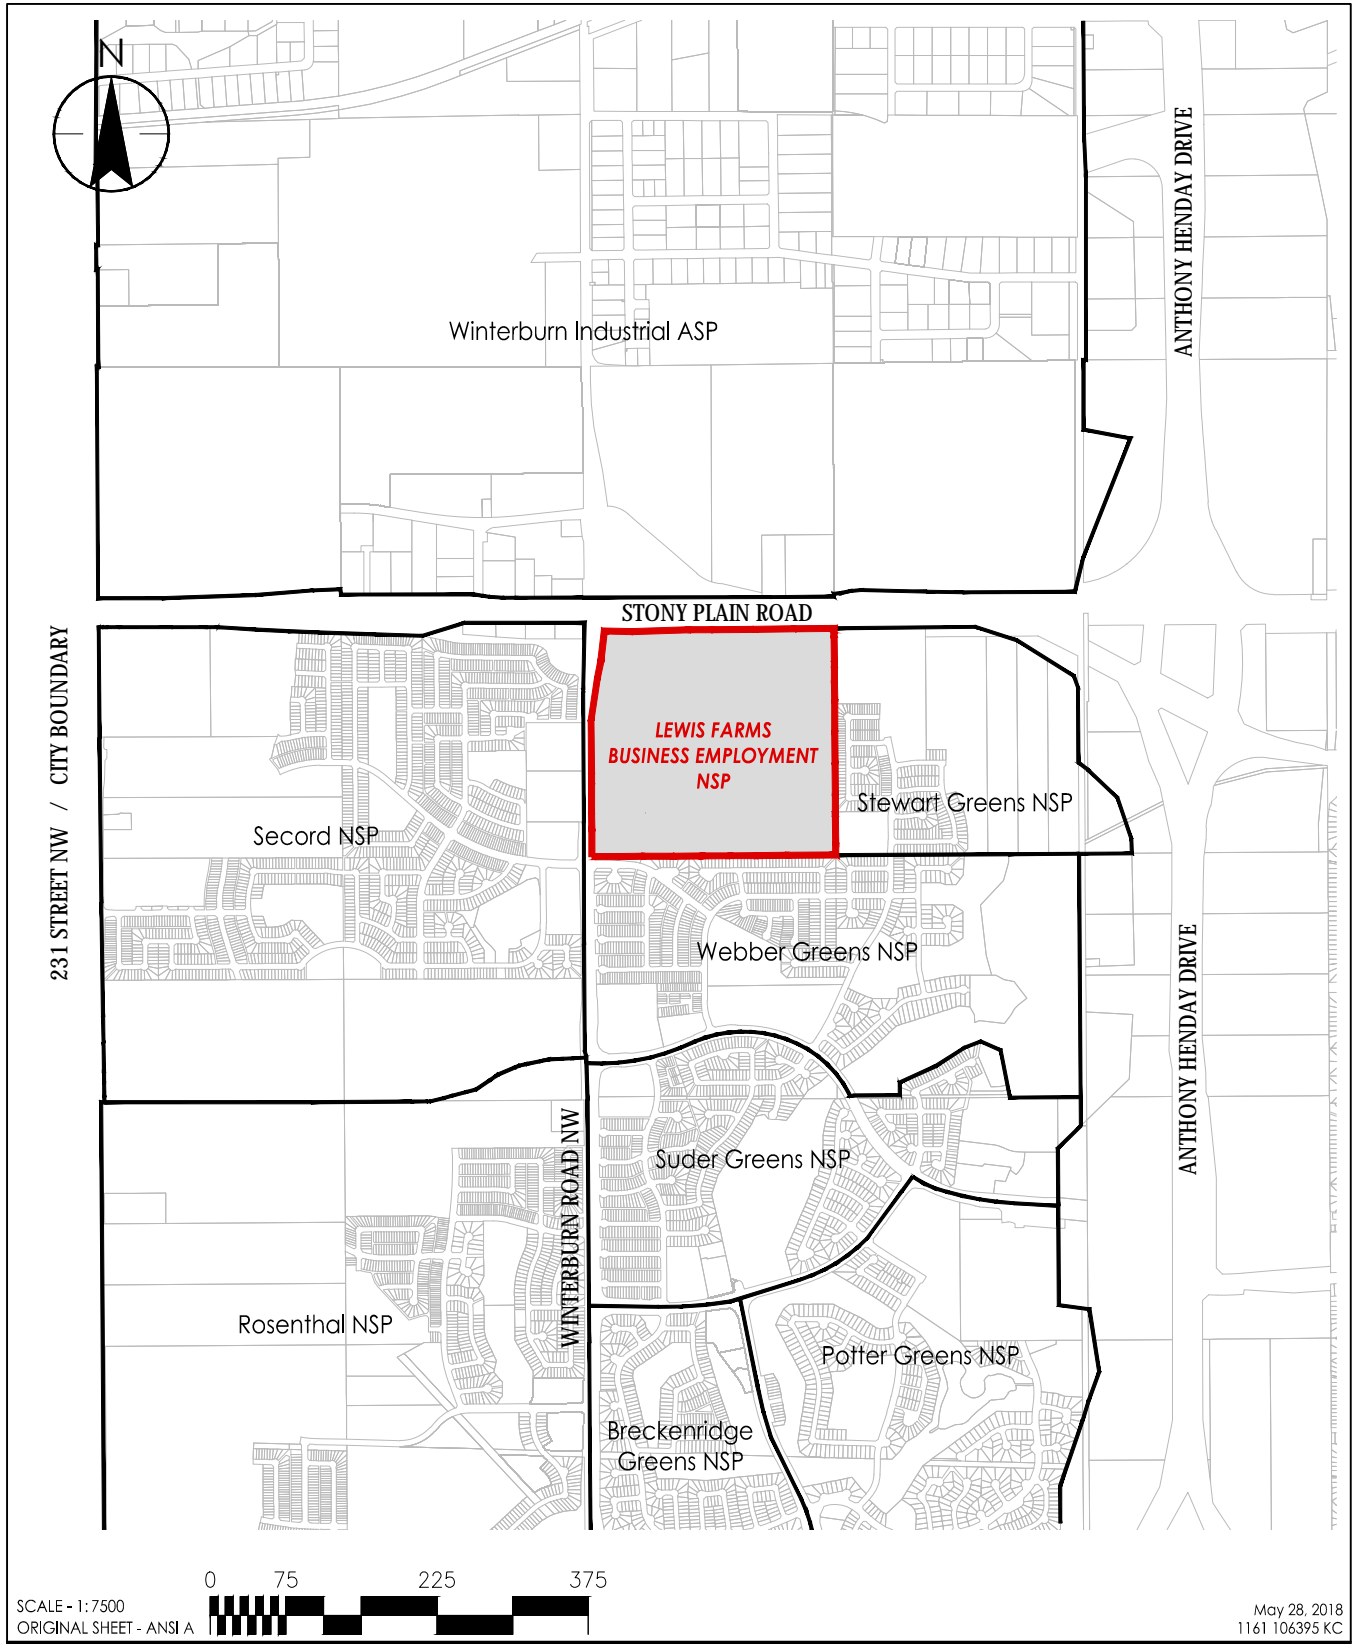 N
ANTHONY HENDAY DRIVE
Winterburn Industrial ASP
STONY PLAIN ROAD
231 STREET NW / CITY BOUNDARY
LEWIS FARMS
BUSINESS EMPLOYMENT
NSP
Stewart Greens NSP
Secord NSP
Webber Greens NSP
ANTHONY HENDAY DRIVE
WINTERBURN ROAD NW
Suder Greens NSP
Rosenthal NSP
Potter Greens NSP
Breckenridge
Greens NSP
0 75 225 375
SCALE - 1:7500
ORIGINAL SHEET - ANSI A
May 28, 2018
1161 106395 KC